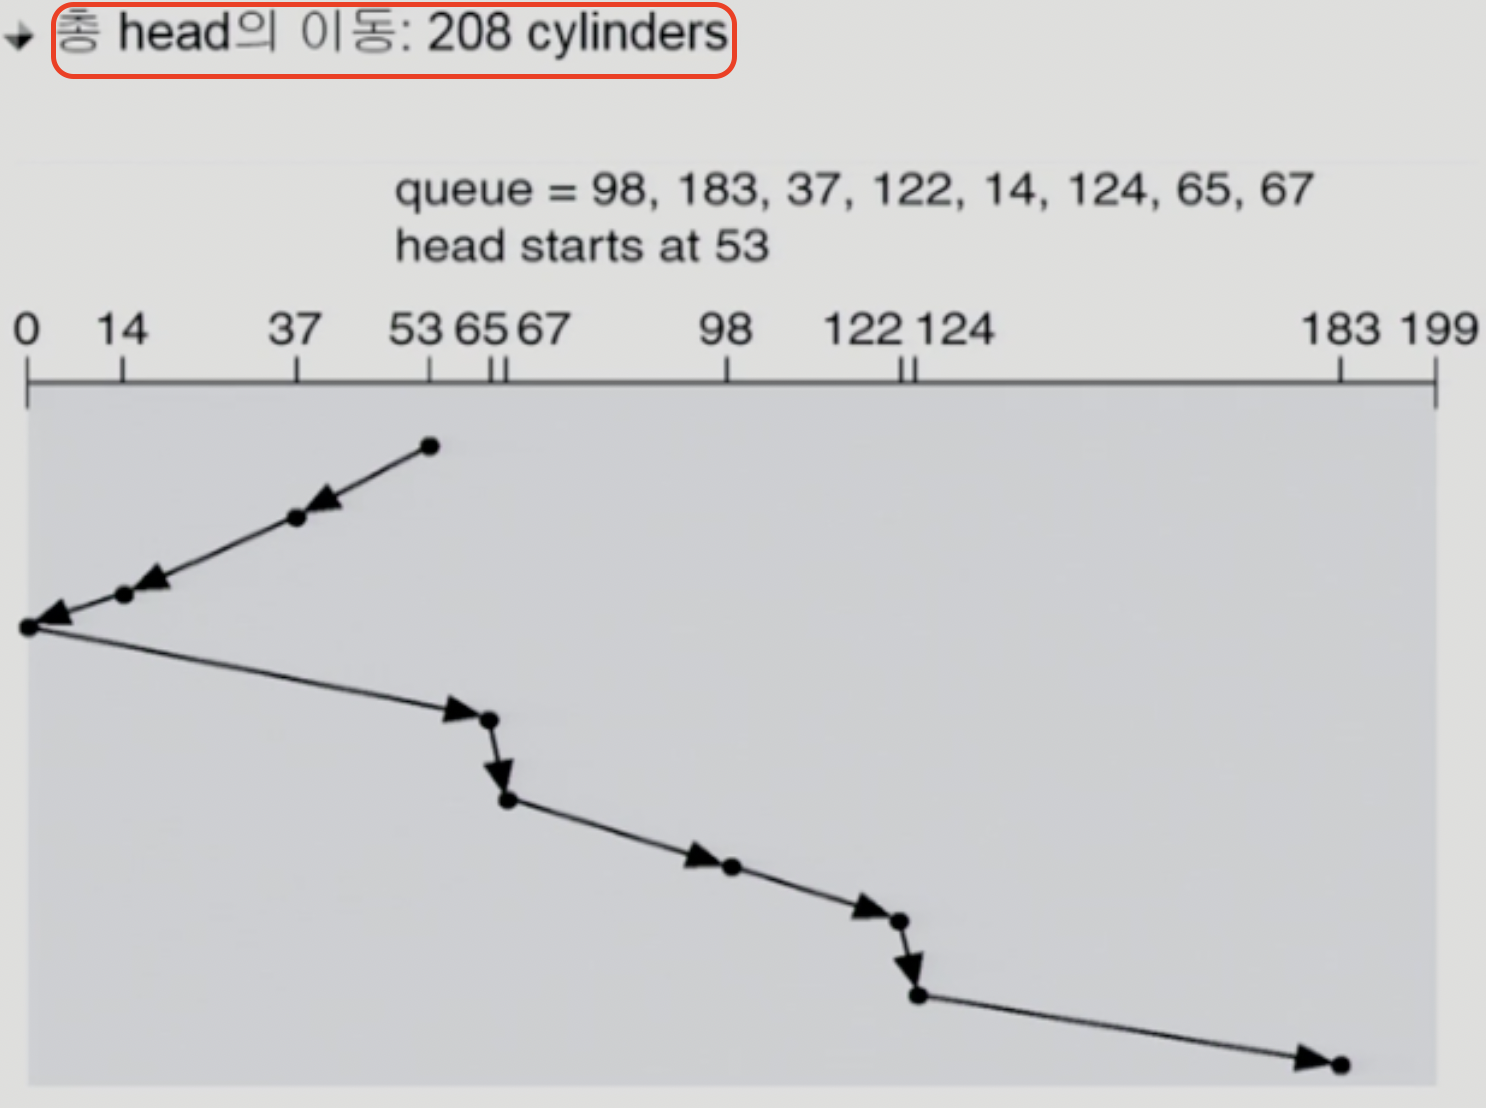 총 head의 이동: 208 cylinders
queue = 98, 183, 37, 122, 14, 124, 65, 67
head starts at 53
0 14 37 53 65 67 98 122 124 183 199